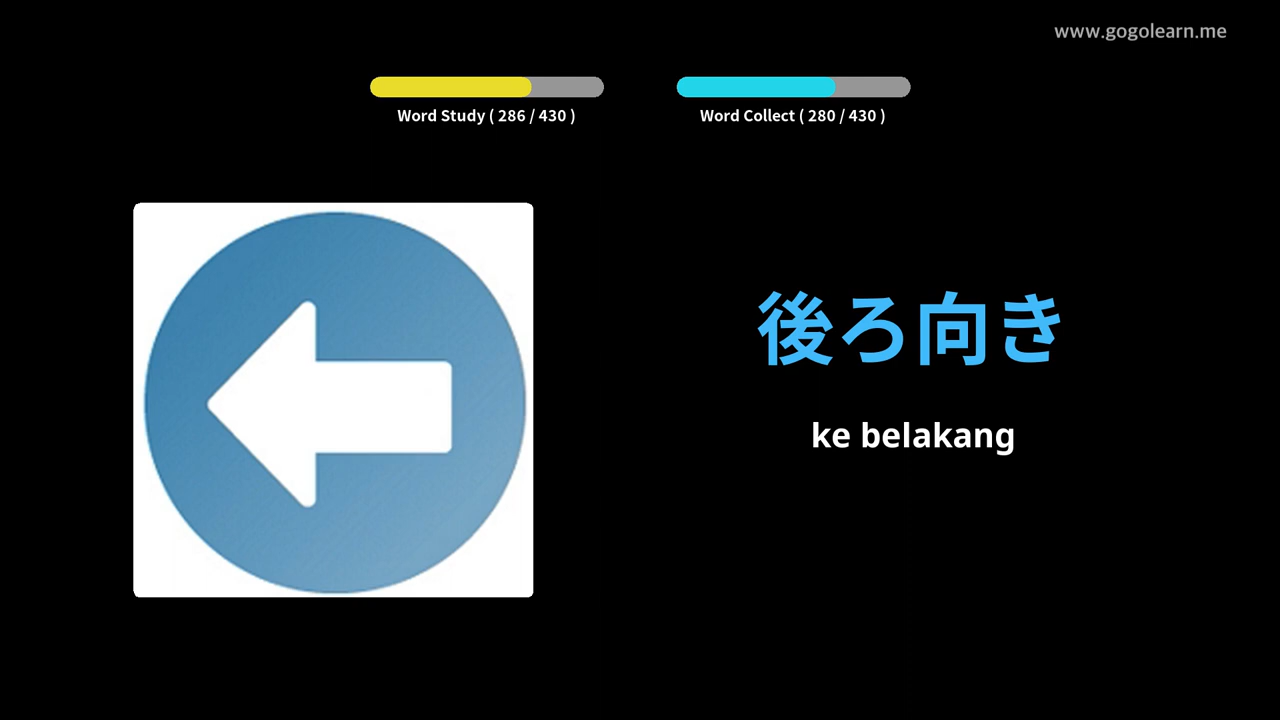 www.gogolearn.me
Word Study ( 286 / 430 )
Word Collect ( 280 / 430 )
後ろ向き
ke belakang